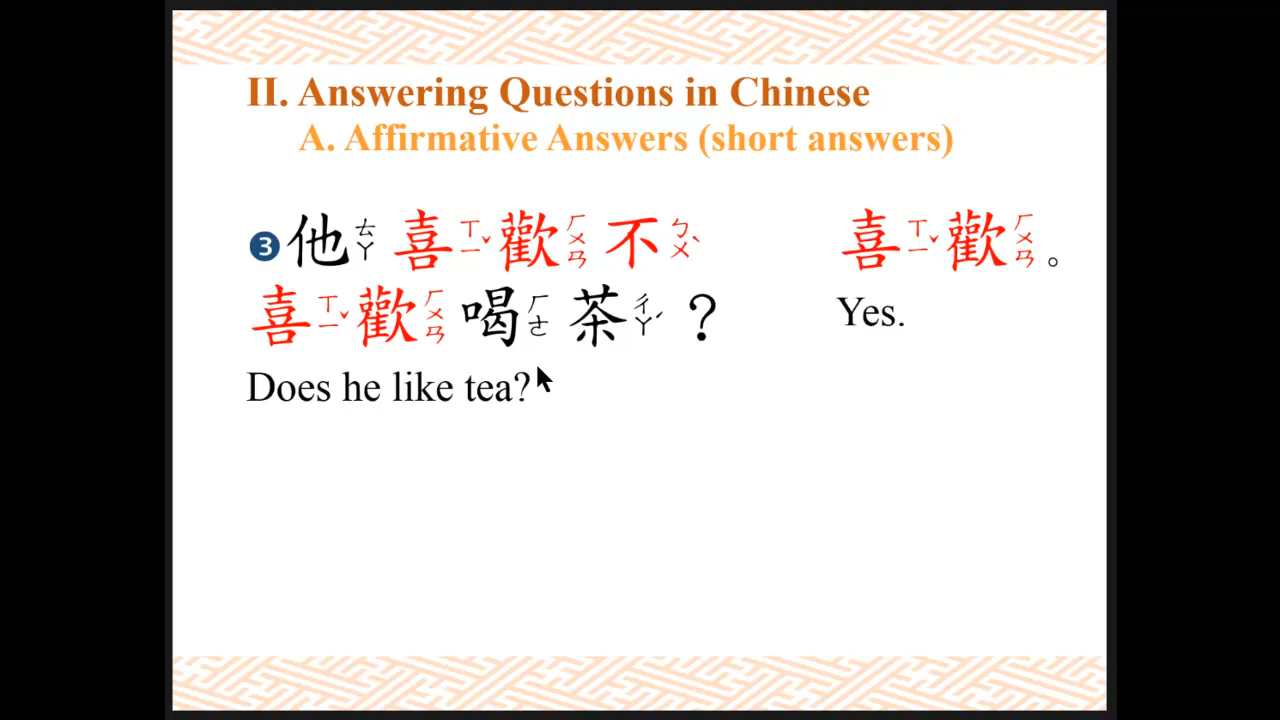 II. Answering Questions in Chinese
A. Affirmative Answers (short answers)
❸他ㄊㄚ喜ㄒㄧˇ歡ㄏㄨㄢ不ㄅㄨˋ
喜ㄒㄧˇ歡ㄏㄨㄢ喝ㄏㄜ茶ㄔㄚˊ？
Does he like tea?
喜ㄒㄧˇ歡ㄏㄨㄢ。
Yes.